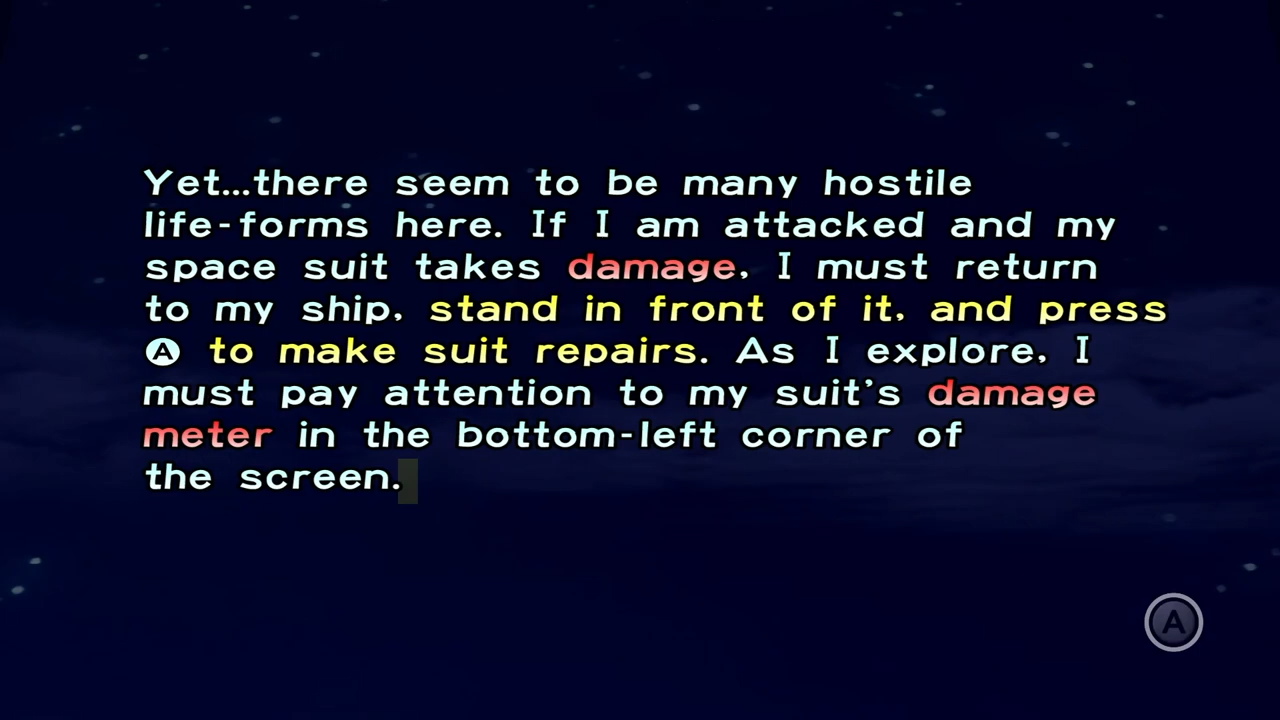 Yet...there seem to be many hostile
life-forms here. If I am attacked and my
space suit takes damage, I must return
to my ship, stand in front of it, and press
A to make suit repairs. As I explore, I
must pay attention to my suit's damage
meter in the bottom-left corner of
the screen.
A